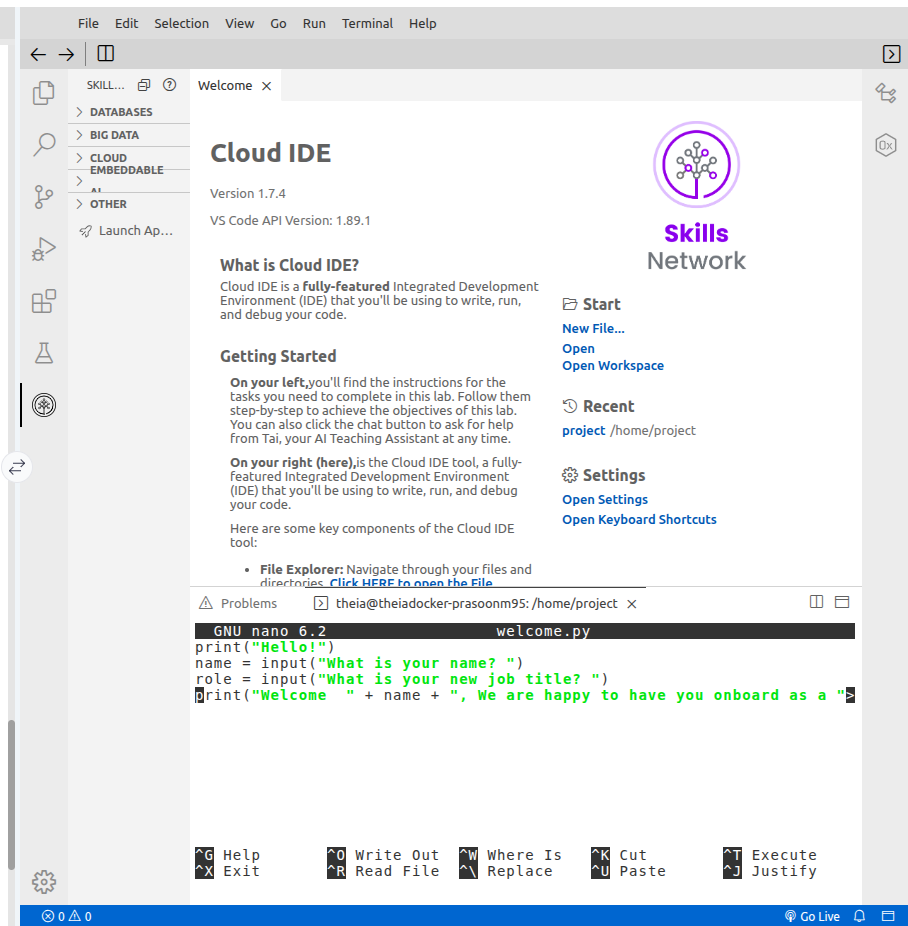 File Edit Selection View Go Run Terminal Help
SKILL...
Welcome
DATABASES
BIG DATA
CLOUD
EMBEDDABLE
OTHER
Launch Ap...
Cloud IDE
Version 1.7.4
VS Code API Version: 1.89.1
What is Cloud IDE?
Cloud IDE is a fully-featured Integrated Development
Environment (IDE) that you'll be using to write, run,
and debug your code.
Getting Started
On your left,you'll find the instructions for the
tasks you need to complete in this lab. Follow them
step-by-step to achieve the objectives of this lab.
You can also click the chat button to ask for help
from Tai, your AI Teaching Assistant at any time.
On your right (here),is the Cloud IDE tool, a fully-
featured Integrated Development Environment
(IDE) that you'll be using to write, run, and debug
your code.
Here are some key components of the Cloud IDE
tool:
• File Explorer: Navigate through your files and
directories. Click HERE to open the File
Skills
Network
Start
New File...
Open
Open Workspace
Recent
project /home/project
Settings
Open Settings
Open Keyboard Shortcuts
0x
Problems
theia@theiadocker-prasoonm95: /home/project
GNU nano 6.2 welcome.py
print("Hello!")
name = input("What is your name? ")
role = input("What is your new job title? ")
print("Welcome  " + name + ", We are happy to have you onboard as a ">
^G Help ^O Write Out ^W Where Is ^K Cut ^T Execute
^X Exit ^R Read File ^\ Replace ^U Paste ^J Justify
0 0
Go Live